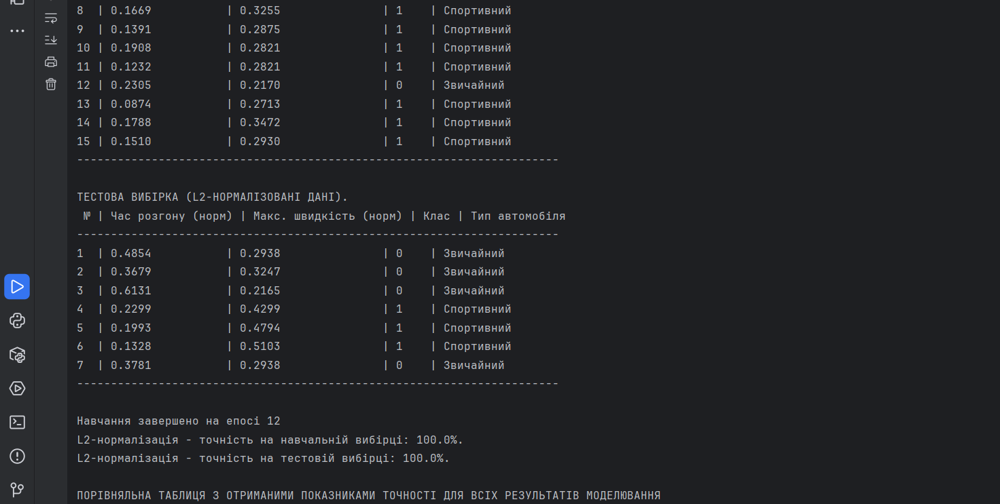 8  | 0.1669           | 0.3255               | 1    | Спортивний
9  | 0.1391           | 0.2875               | 1    | Спортивний
10 | 0.1908           | 0.2821               | 1    | Спортивний
11 | 0.1232           | 0.2821               | 1    | Спортивний
12 | 0.2305           | 0.2170               | 0    | Звичайний
13 | 0.0874           | 0.2713               | 1    | Спортивний
14 | 0.1788           | 0.3472               | 1    | Спортивний
15 | 0.1510           | 0.2930               | 1    | Спортивний
-----------------------------------------------------------------------
ТЕСТОВА ВИБІРКА (L2-НОРМАЛІЗОВАНІ ДАНІ).
№ | Час розгону (норм) | Макс. швидкість (норм) | Клас | Тип автомобіля
-----------------------------------------------------------------------
1  | 0.4854           | 0.2938               | 0    | Звичайний
2  | 0.3679           | 0.3247               | 0    | Звичайний
3  | 0.6131           | 0.2165               | 0    | Звичайний
4  | 0.2299           | 0.4299               | 1    | Спортивний
5  | 0.1993           | 0.4794               | 1    | Спортивний
6  | 0.1328           | 0.5103               | 1    | Спортивний
7  | 0.3781           | 0.2938               | 0    | Звичайний
-----------------------------------------------------------------------
Навчання завершено на епосі 12
L2-нормалізація - точність на навчальній вибірці: 100.0%.
L2-нормалізація - точність на тестовій вибірці: 100.0%.
ПОРІВНЯЛЬНА ТАБЛИЦЯ З ОТРИМАНИМИ ПОКАЗНИКАМИ ТОЧНОСТІ ДЛЯ ВСІХ РЕЗУЛЬТАТІВ МОДЕЛЮВАННЯ